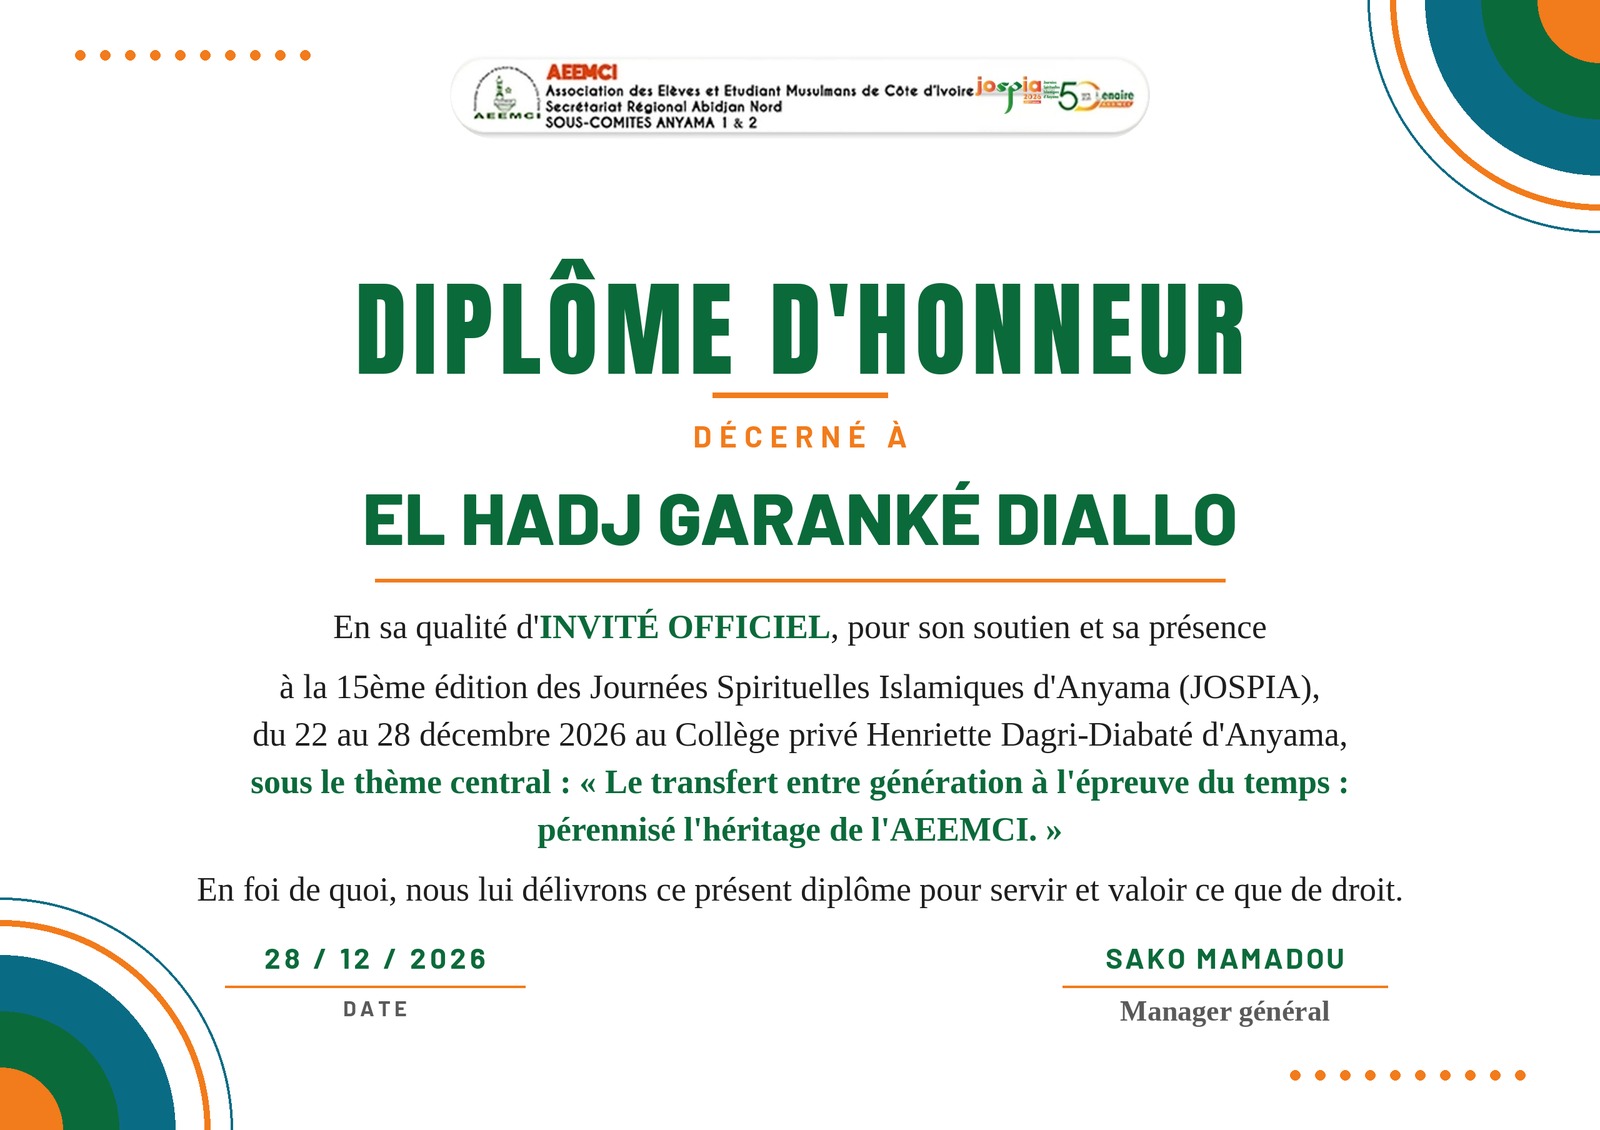 AEEMCI
Association des Elèves et Etudiant Musulmans de Côte d'Ivoire
Secrétariat Régional Abidjan Nord
SOUS-COMITES ANYAMA 1 & 2
AEEMCI
jospia
2026
50
enaire
DIPLÔME D'HONNEUR
DÉCERNÉ À
EL HADJ GARANKÉ DIALLO
En sa qualité d'INVITÉ OFFICIEL, pour son soutien et sa présence
à la 15ème édition des Journées Spirituelles Islamiques d'Anyama (JOSPIA),
du 22 au 28 décembre 2026 au Collège privé Henriette Dagri-Diabaté d'Anyama,
sous le thème central : « Le transfert entre génération à l'épreuve du temps :
pérennisé l'héritage de l'AEEMCI. »
En foi de quoi, nous lui délivrons ce présent diplôme pour servir et valoir ce que de droit.
28 / 12 / 2026
DATE
SAKO MAMADOU
Manager général